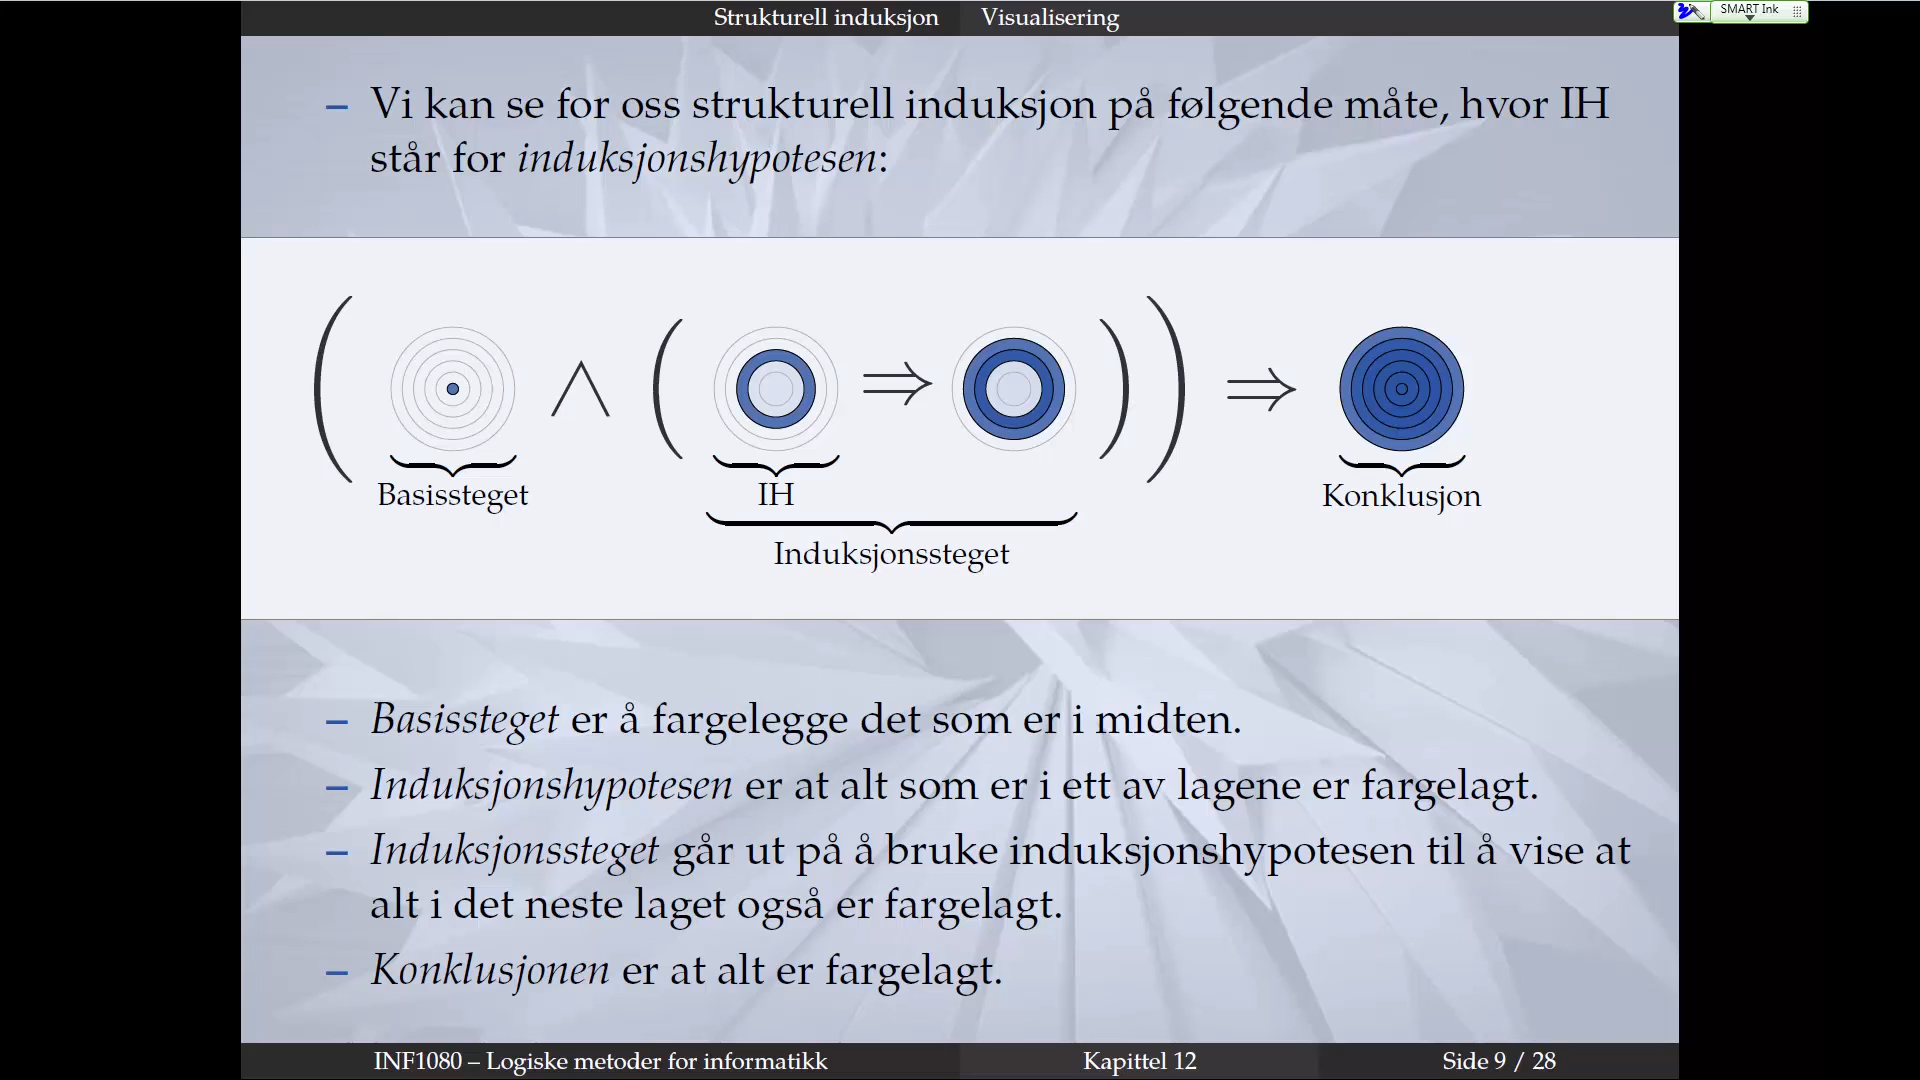 Strukturell induksjon Visualisering
SMART Ink
– Vi kan se for oss strukturell induksjon på følgende måte, hvor IH
står for induksjonshypotesen:
( ∧ ( ⇒ ) ) ⇒
Basissteget IH Konklusjon
Induksjonssteget
– Basissteget er å fargelegge det som er i midten.
– Induksjonshypotesen er at alt som er i ett av lagene er fargelagt.
– Induksjonssteget går ut på å bruke induksjonshypotesen til å vise at
alt i det neste laget også er fargelagt.
– Konklusjonen er at alt er fargelagt.
INF1080 – Logiske metoder for informatikk Kapittel 12 Side 9 / 28